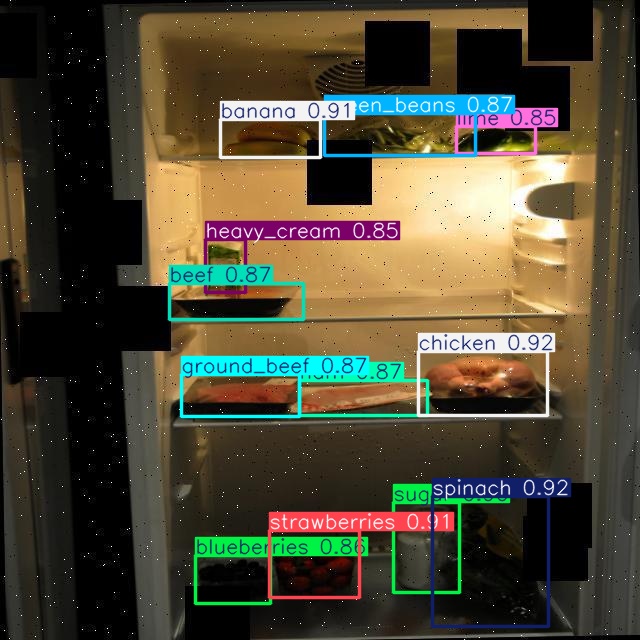 banana 0.91
een_beans 0.87
lime 0.85
heavy_cream 0.85
beef 0.87
chicken 0.92
ground_beef 0.87
0.87
spinach 0.92
strawberries 0.91
blueberries 0.86